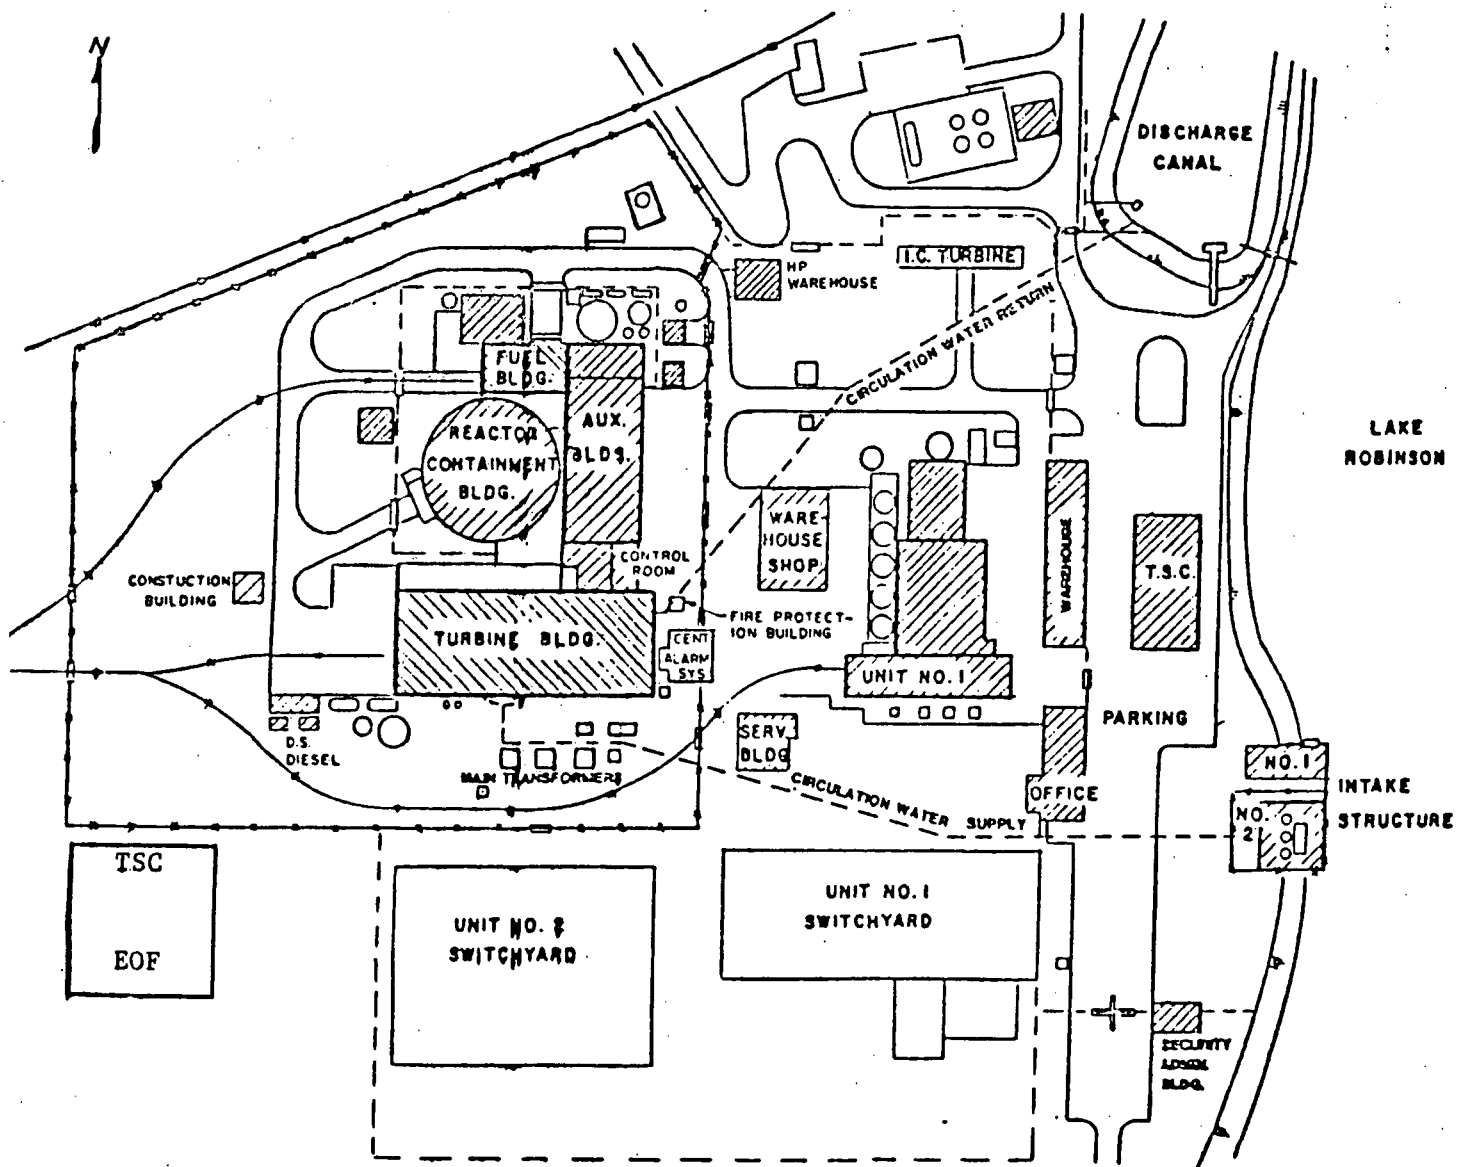 N
DISCHARGE
CANAL
I.C. TURBINE
HP
WAREHOUSE
CIRCULATION WATER RETURN
FUEL
BLDG.
REACTOR
CONTAINMENT
BLDG.
AUX.
BLDG.
LAKE
ROBINSON
WARE-
HOUSE
SHOP
WAREHOUSE
T.S.C.
CONTROL
ROOM
CONSTUCTION
BUILDING
FIRE PROTECT-
ION BUILDING
TURBINE BLDG.
CENT
ALARM
SYS
UNIT NO. 1
PARKING
D.S.
DIESEL
SERV.
BLDG
MAIN TRANSFORMERS
CIRCULATION WATER SUPPLY
OFFICE
NO. 1
NO.
2
INTAKE
STRUCTURE
TSC
EOF
UNIT NO. 2
SWITCHYARD
UNIT NO. 1
SWITCHYARD
SECURITY
ADMIN.
BLDG.